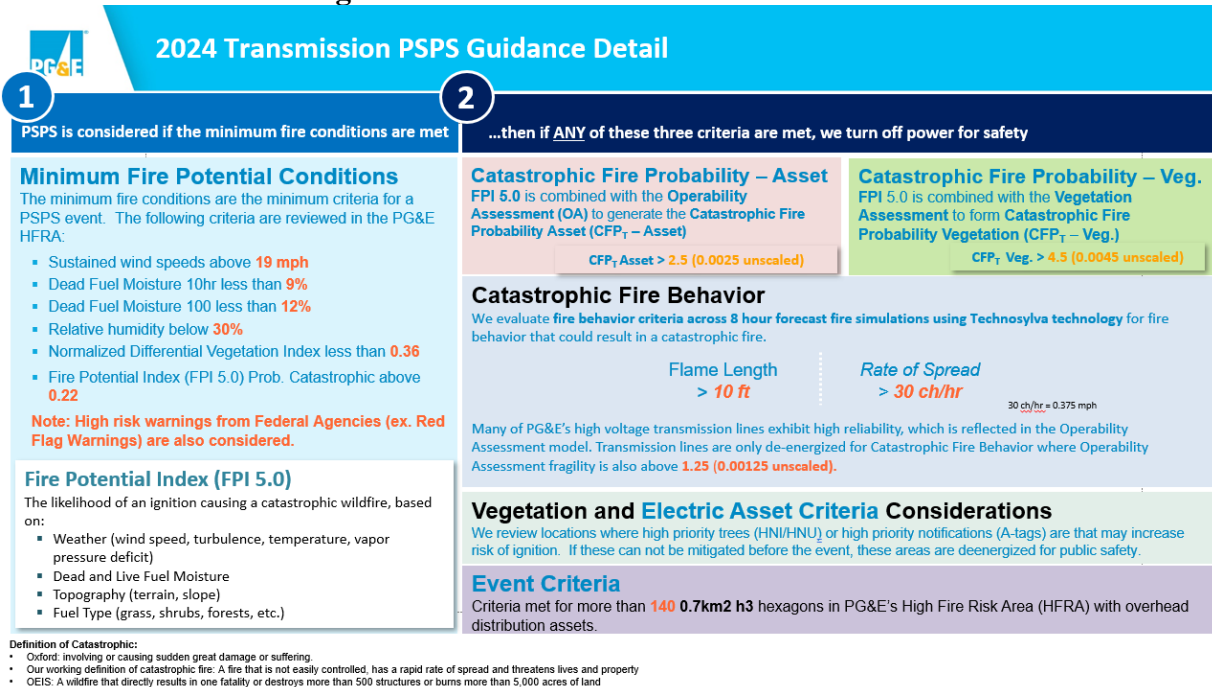 PG&E
2024 Transmission PSPS Guidance Detail
1
PSPS is considered if the minimum fire conditions are met
2
...then if ANY of these three criteria are met, we turn off power for safety
Minimum Fire Potential Conditions
The minimum fire conditions are the minimum criteria for a
PSPS event. The following criteria are reviewed in the PG&E
HFRA:
▪ Sustained wind speeds above 19 mph
▪ Dead Fuel Moisture 10hr less than 9%
▪ Dead Fuel Moisture 100 less than 12%
▪ Relative humidity below 30%
▪ Normalized Differential Vegetation Index less than 0.36
▪ Fire Potential Index (FPI 5.0) Prob. Catastrophic above
0.22
Note: High risk warnings from Federal Agencies (ex. Red
Flag Warnings) are also considered.
Fire Potential Index (FPI 5.0)
The likelihood of an ignition causing a catastrophic wildfire, based
on:
▪ Weather (wind speed, turbulence, temperature, vapor
pressure deficit)
▪ Dead and Live Fuel Moisture
▪ Topography (terrain, slope)
▪ Fuel Type (grass, shrubs, forests, etc.)
Catastrophic Fire Probability – Asset
FPI 5.0 is combined with the Operability
Assessment (OA) to generate the Catastrophic Fire
Probability Asset (CFPT – Asset)
CFPT Asset > 2.5 (0.0025 unscaled)
Catastrophic Fire Probability – Veg.
FPI 5.0 is combined with the Vegetation
Assessment to form Catastrophic Fire
Probability Vegetation (CFPT – Veg.)
CFPT Veg. > 4.5 (0.0045 unscaled)
Catastrophic Fire Behavior
We evaluate fire behavior criteria across 8 hour forecast fire simulations using Technosylva technology for fire
behavior that could result in a catastrophic fire.
Flame Length
> 10 ft
Rate of Spread
> 30 ch/hr
30 ch/hr = 0.375 mph
Many of PG&E's high voltage transmission lines exhibit high reliability, which is reflected in the Operability
Assessment model. Transmission lines are only de-energized for Catastrophic Fire Behavior where Operability
Assessment fragility is also above 1.25 (0.00125 unscaled).
Vegetation and Electric Asset Criteria Considerations
We review locations where high priority trees (HNI/HNU) or high priority notifications (A-tags) are that may increase
risk of ignition. If these can not be mitigated before the event, these areas are deenergized for public safety.
Event Criteria
Criteria met for more than 140 0.7km2 h3 hexagons in PG&E's High Fire Risk Area (HFRA) with overhead
distribution assets.
Definition of Catastrophic:
• Oxford: involving or causing sudden great damage or suffering.
• Our working definition of catastrophic fire: A fire that is not easily controlled, has a rapid rate of spread and threatens lives and property
• OEIS: A wildfire that directly results in one fatality or destroys more than 500 structures or burns more than 5,000 acres of land